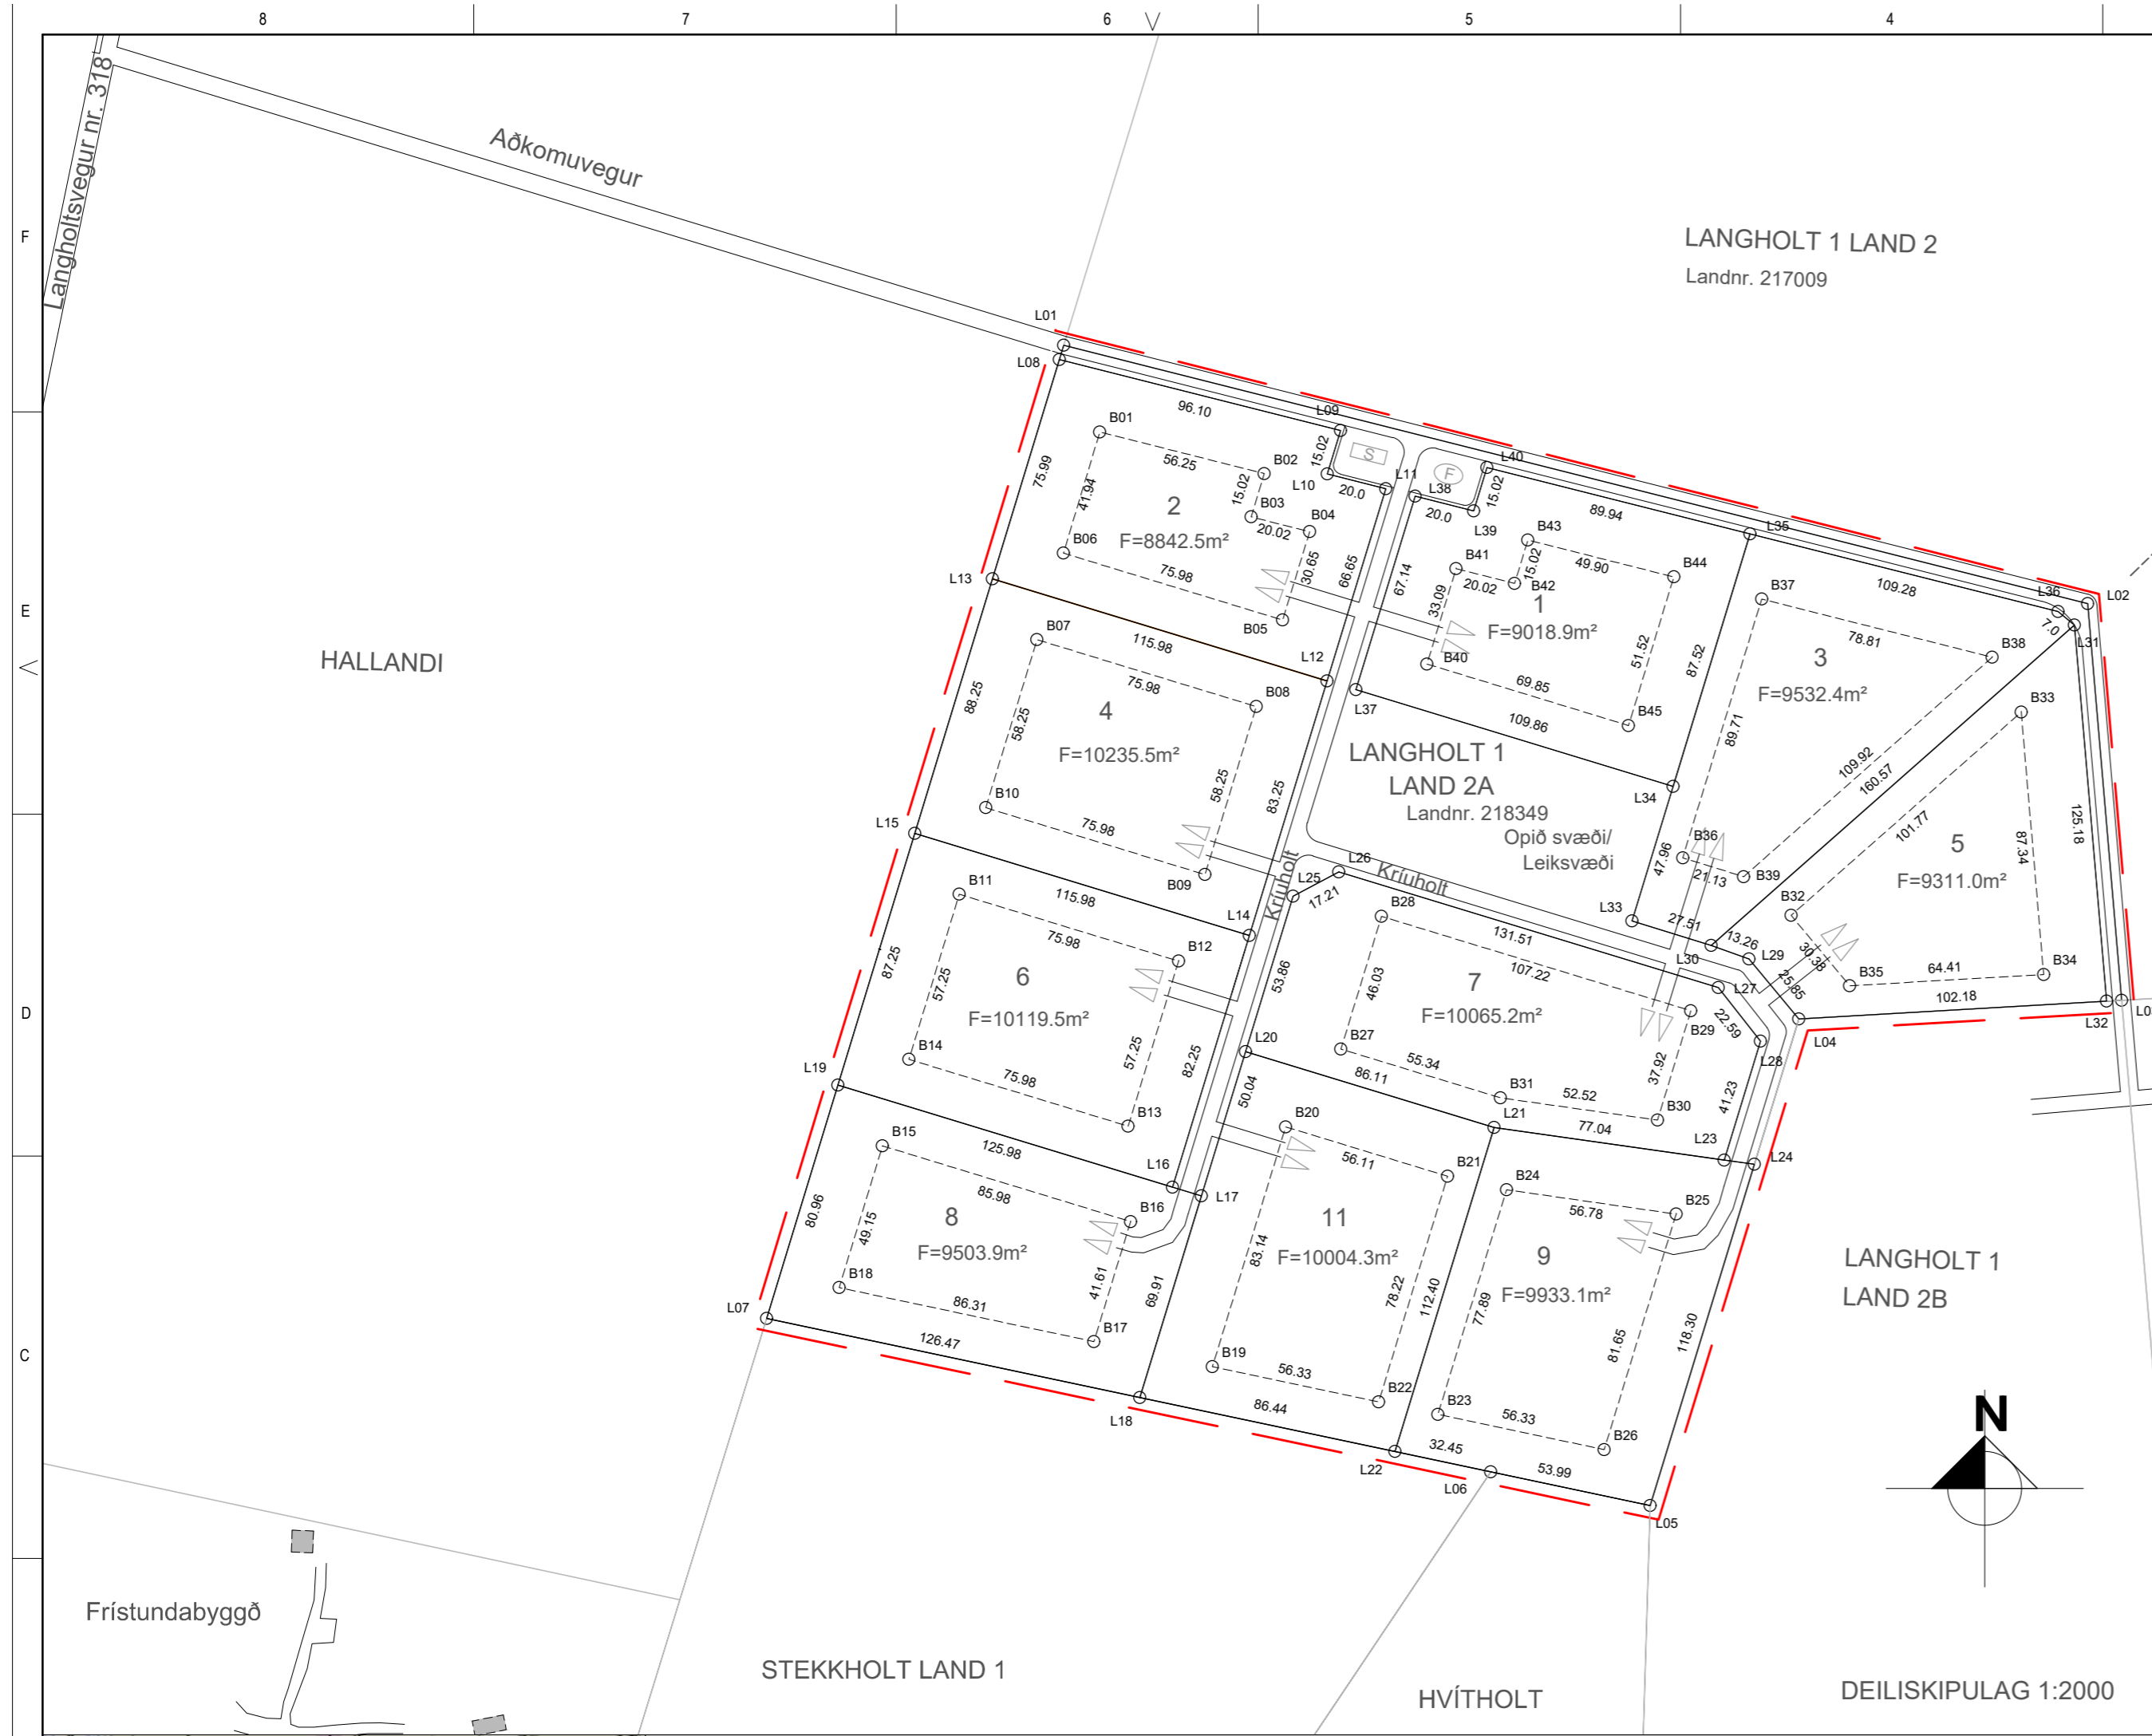 8
7
6
5
4
F
E
D
C
Langholtsvegur nr. 318
Aðkomuvegur
LANGHOLT 1 LAND 2
Landnr. 217009
HALLANDI
L01
L08
96.10
L09
B01
56.25
B02
15.02
L10
20.0
L11
S
F
L38
20.0
L39
L40
15.02
89.94
L35
75.99
41.94
2
F=8842.5m²
15.02
B03
20.02
B04
30.65
66.65
B06
75.98
B05
L13
115.98
L12
67.14
B41
20.02
B42
15.02
B43
49.90
B44
33.09
1
F=9018.9m²
B40
69.85
51.52
B45
87.52
L37
109.86
L34
B37
78.81
B38
109.28
L36
L02
7.0
L31
3
F=9532.4m²
89.71
109.92
160.57
B33
B07
75.98
B08
88.25
58.25
4
F=10235.5m²
58.25
83.25
B10
75.98
B09
L15
115.98
L14
LANGHOLT 1
LAND 2A
Landnr. 218349
Opið svæði/
Leiksvæði
Kríuholt
Kríuholt
47.96
B36
21.13
B39
L33
27.51
13.26
L30
L29
25.85
101.77
5
F=9311.0m²
87.34
125.18
B32
30.38
B35
64.41
B34
102.18
L32
L03
L04
L25
17.21
L26
131.51
L27
22.59
L28
53.86
B28
107.22
B29
46.03
7
F=10065.2m²
37.92
B27
55.34
B31
52.52
B30
41.23
L20
86.11
L21
77.04
L23
L24
B11
75.98
B12
87.25
57.25
6
F=10119.5m²
57.25
82.25
B14
75.98
B13
L19
125.98
L16
L17
50.04
B15
85.98
B16
80.96
49.15
8
F=9503.9m²
41.61
B18
86.31
B17
L07
126.47
L18
69.91
B20
56.11
B21
83.14
11
F=10004.3m²
78.22
B19
56.33
B22
86.44
L22
112.40
B24
56.78
B25
77.89
9
F=9933.1m²
81.65
B23
56.33
B26
118.30
32.45
L06
53.99
L05
LANGHOLT 1
LAND 2B
N
Frístundabyggð
STEKKHOLT LAND 1
HVÍTHOLT
DEILISKIPULAG 1:2000